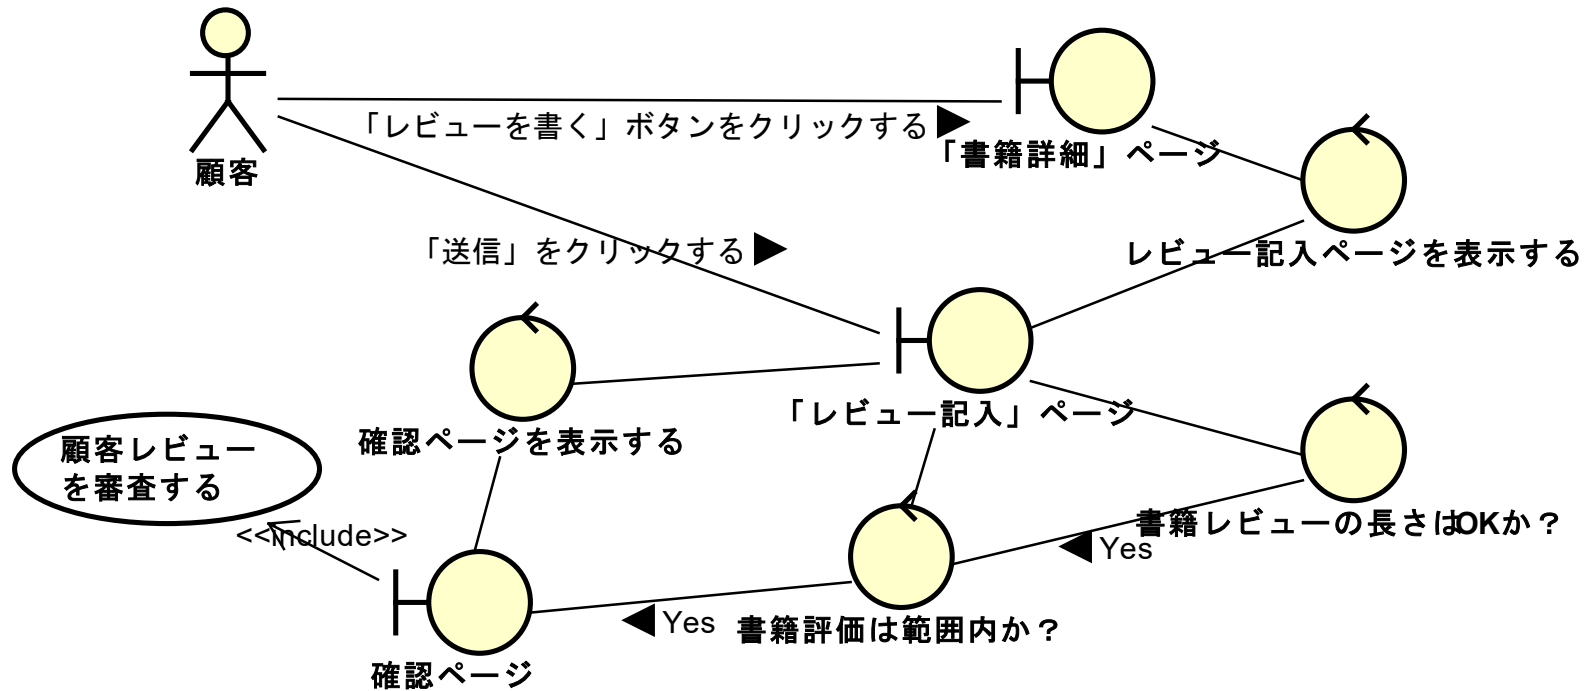 「レビューを書く」ボタンをクリックする
「書籍詳細」ページ
顧客
「送信」をクリックする
レビュー記入ページを表示する
「レビュー記入」ページ
確認ページを表示する
顧客レビュー
を審査する
<<include>>
書籍レビューの長さはOKか？
Yes
Yes
書籍評価は範囲内か？
確認ページ